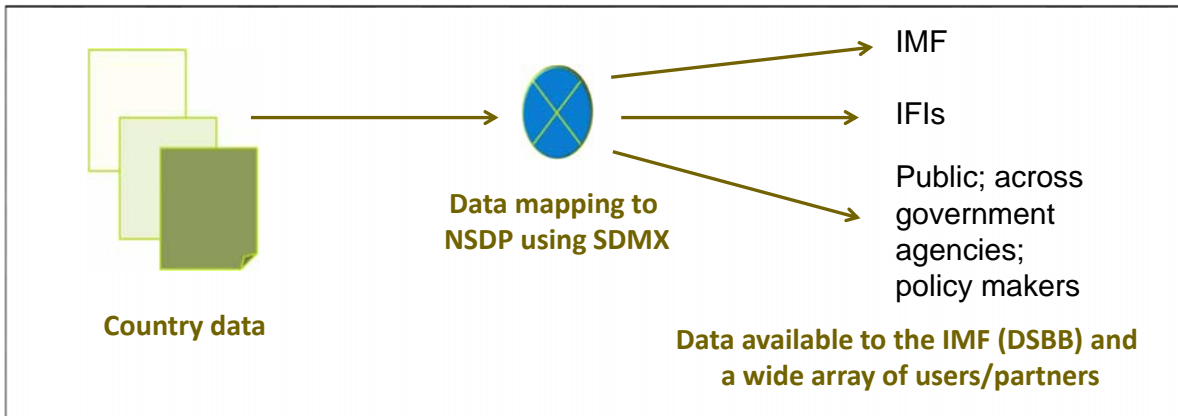 Country data
Data mapping to
NSDP using SDMX
IMF
IFIs
Public; across
government
agencies;
policy makers
Data available to the IMF (DSBB) and
a wide array of users/partners